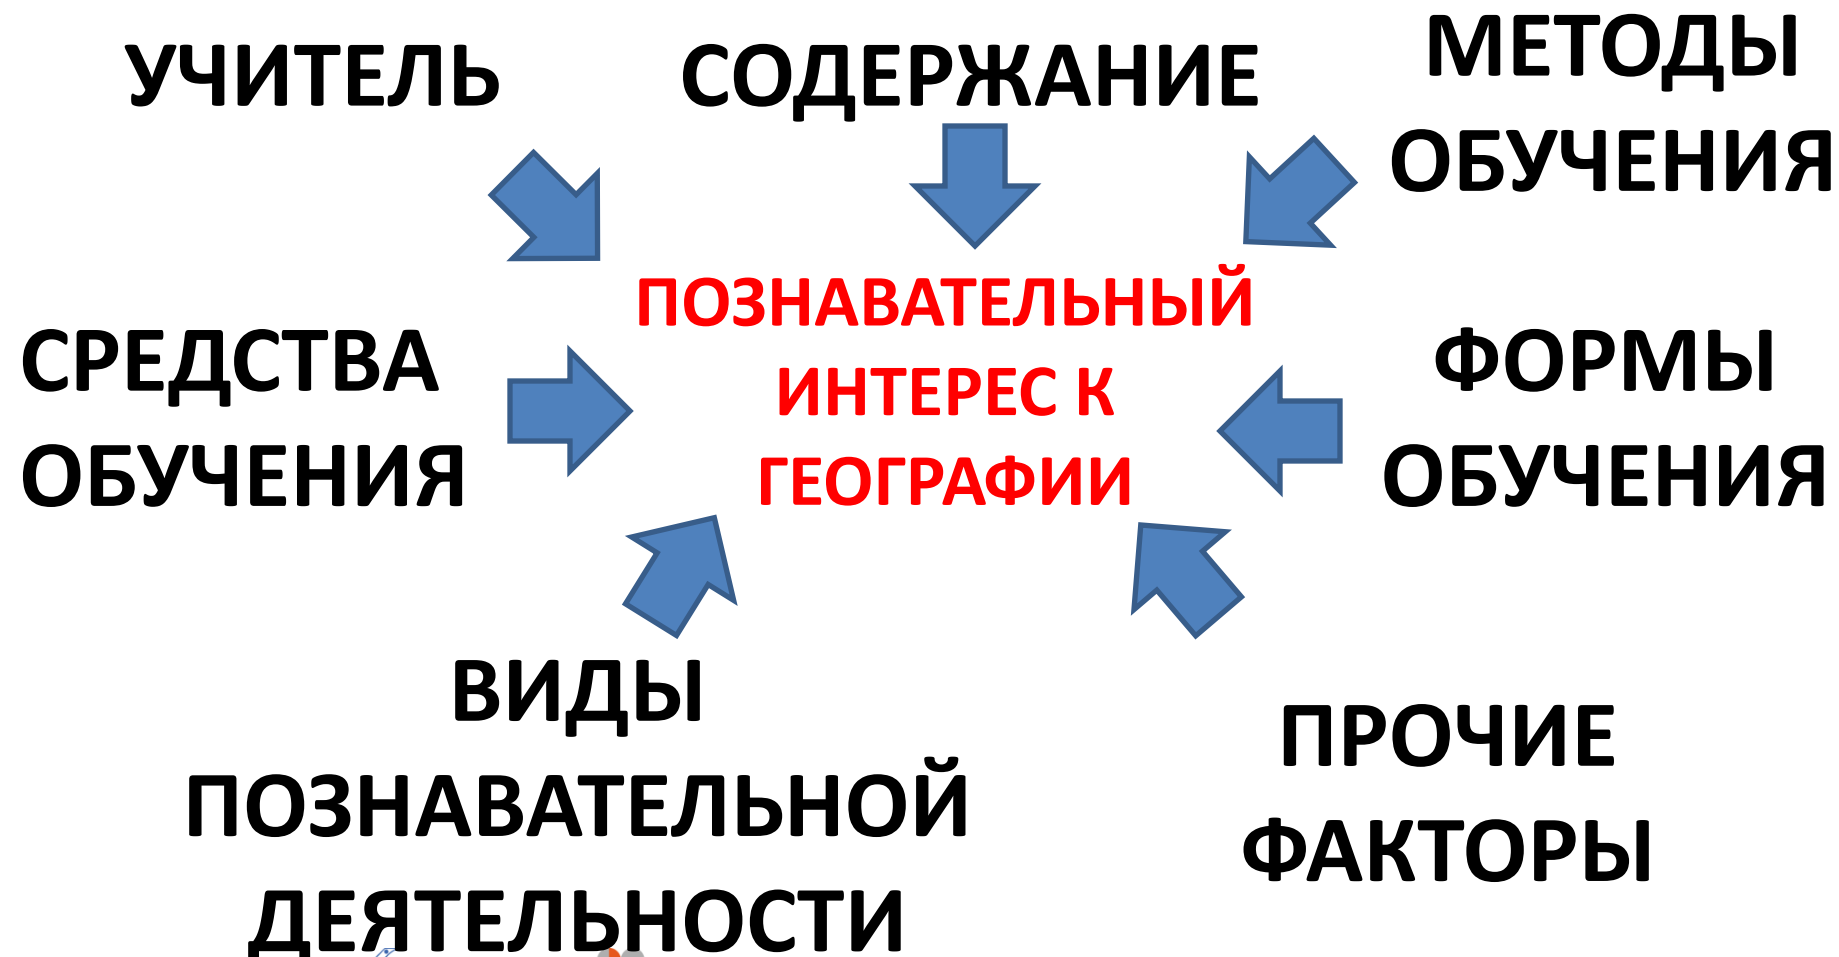 УЧИТЕЛЬ
СОДЕРЖАНИЕ
МЕТОДЫ
ОБУЧЕНИЯ
ПОЗНАВАТЕЛЬНЫЙ
ИНТЕРЕС К
ГЕОГРАФИИ
СРЕДСТВА
ОБУЧЕНИЯ
ФОРМЫ
ОБУЧЕНИЯ
ВИДЫ
ПОЗНАВАТЕЛЬНОЙ
ДЕЯТЕЛЬНОСТИ
ПРОЧИЕ
ФАКТОРЫ